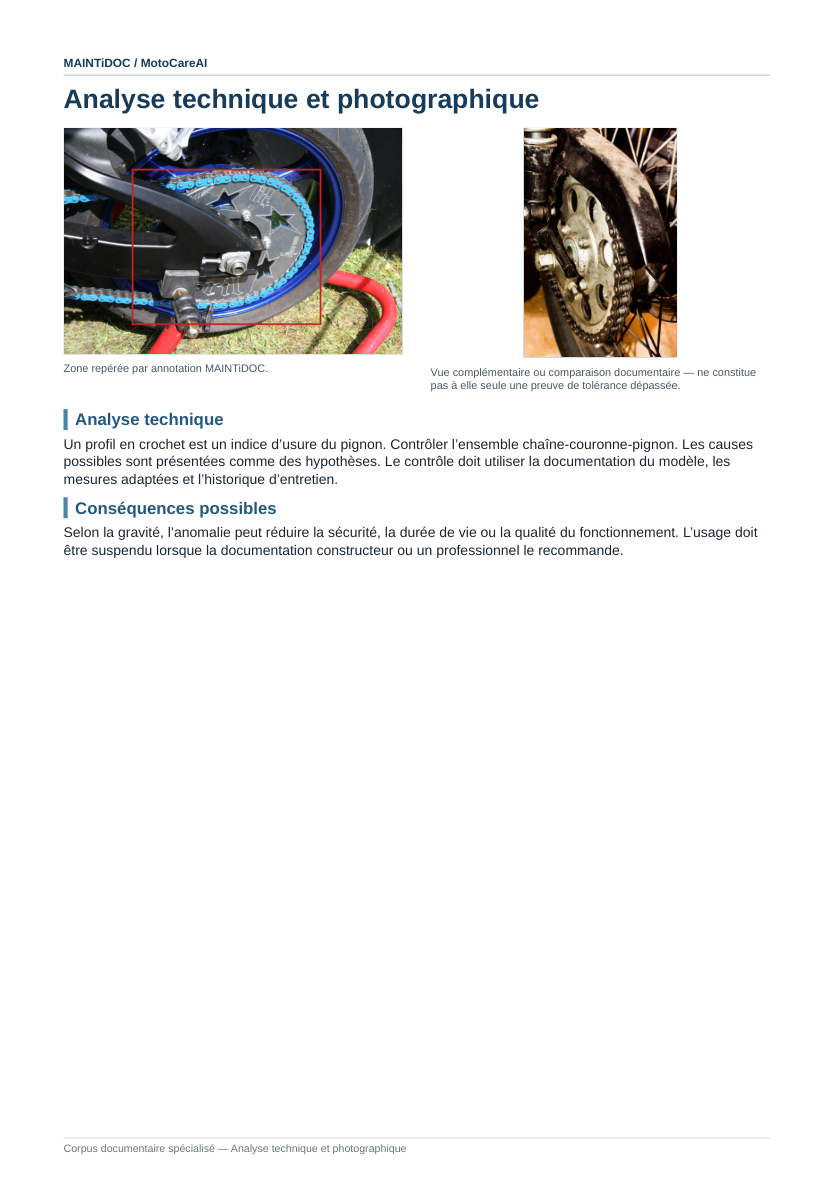 MAINTiDOC / MotoCareAI
Analyse technique et photographique
Zone repérée par annotation MAINTiDOC.
Vue complémentaire ou comparaison documentaire — ne constitue
pas à elle seule une preuve de tolérance dépassée.
Analyse technique
Un profil en crochet est un indice d’usure du pignon. Contrôler l’ensemble chaîne-couronne-pignon. Les causes
possibles sont présentées comme des hypothèses. Le contrôle doit utiliser la documentation du modèle, les
mesures adaptées et l’historique d’entretien.
Conséquences possibles
Selon la gravité, l’anomalie peut réduire la sécurité, la durée de vie ou la qualité du fonctionnement. L’usage doit
être suspendu lorsque la documentation constructeur ou un professionnel le recommande.
Corpus documentaire spécialisé — Analyse technique et photographique